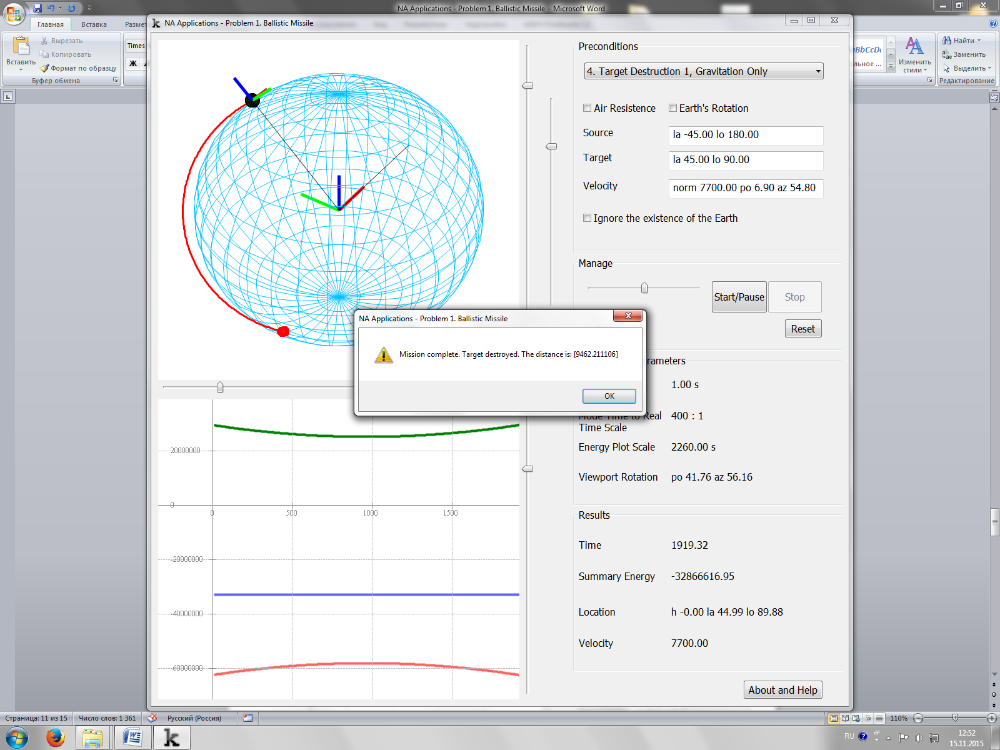 NA Applications - Problem 1. Ballistic Missile - Microsoft Word
Главная
Вставка
Размет
Вставить
Вырезать
Копировать
Формат по образцу
Буфер обмена
Times
Ж
NA Applications - Problem 1. Ballistic Missile
ВbCcDc
льное ...
Изменить
стили
Найти
Заменить
Выделить
Редактирование
Preconditions
4. Target Destruction 1, Gravitation Only
Air Resistence
Earth's Rotation
Source
la -45.00 lo 180.00
Target
la 45.00 lo 90.00
Velocity
norm 7700.00 po 6.90 az 54.80
Ignore the existence of the Earth
Manage
Start/Pause
Stop
Reset
NA Applications - Problem 1. Ballistic Missile
Mission complete. Target destroyed. The distance is: [9462.211106]
OK
rameters
1.00 s
Mode Time to Real
Time Scale
400 : 1
Energy Plot Scale
2260.00 s
Viewport Rotation
po 41.76 az 56.16
20000000
0
-20000000
-40000000
-60000000
0
500
1000
1500
Results
Time
1919.32
Summary Energy
-32866616.95
Location
h -0.00 la 44.99 lo 89.88
Velocity
7700.00
About and Help
Страница: 11 из 15
Число слов: 1 361
Русский (Россия)
110%
RU
12:52
15.11.2015